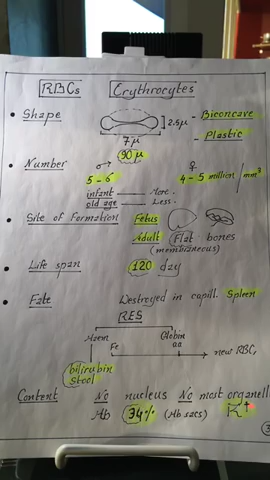 RBCs Erythrocytes
• Shape
2.5μ
- Biconcave
7μ
- Plastic
90 μ
• Number ♂ ♀
5 - 6 4 - 5 million / mm³
infant More.
old age Less.
• Site of Formation Fetus
Adult Flat bones
(membraneous)
• Life span 120 day
• Fate Destroyed in capill. Spleen
RES
Haem Globin
Fe aa new RBC,
bilirubin
stool
Content No nucleus No most organell
Hb 34% (Hb sacs) K+
3